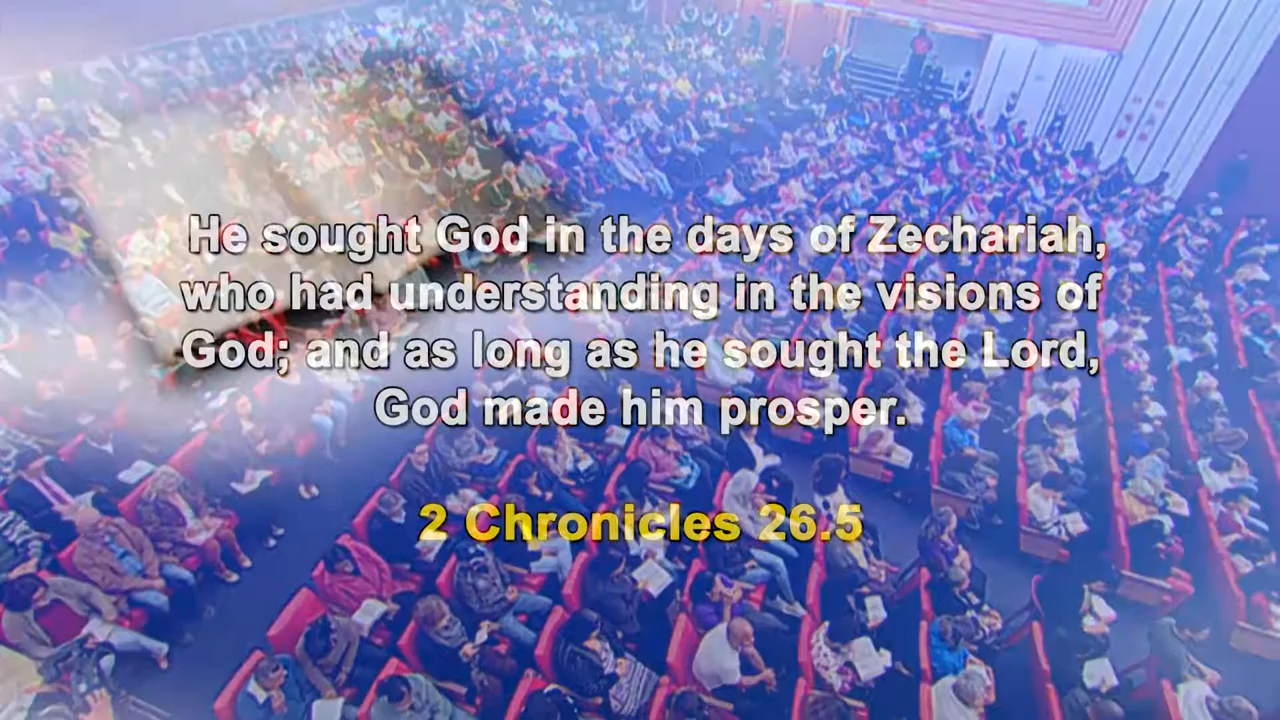 He sought God in the days of Zechariah,
who had understanding in the visions of
God; and as long as he sought the Lord,
God made him prosper.
2 Chronicles 26.5